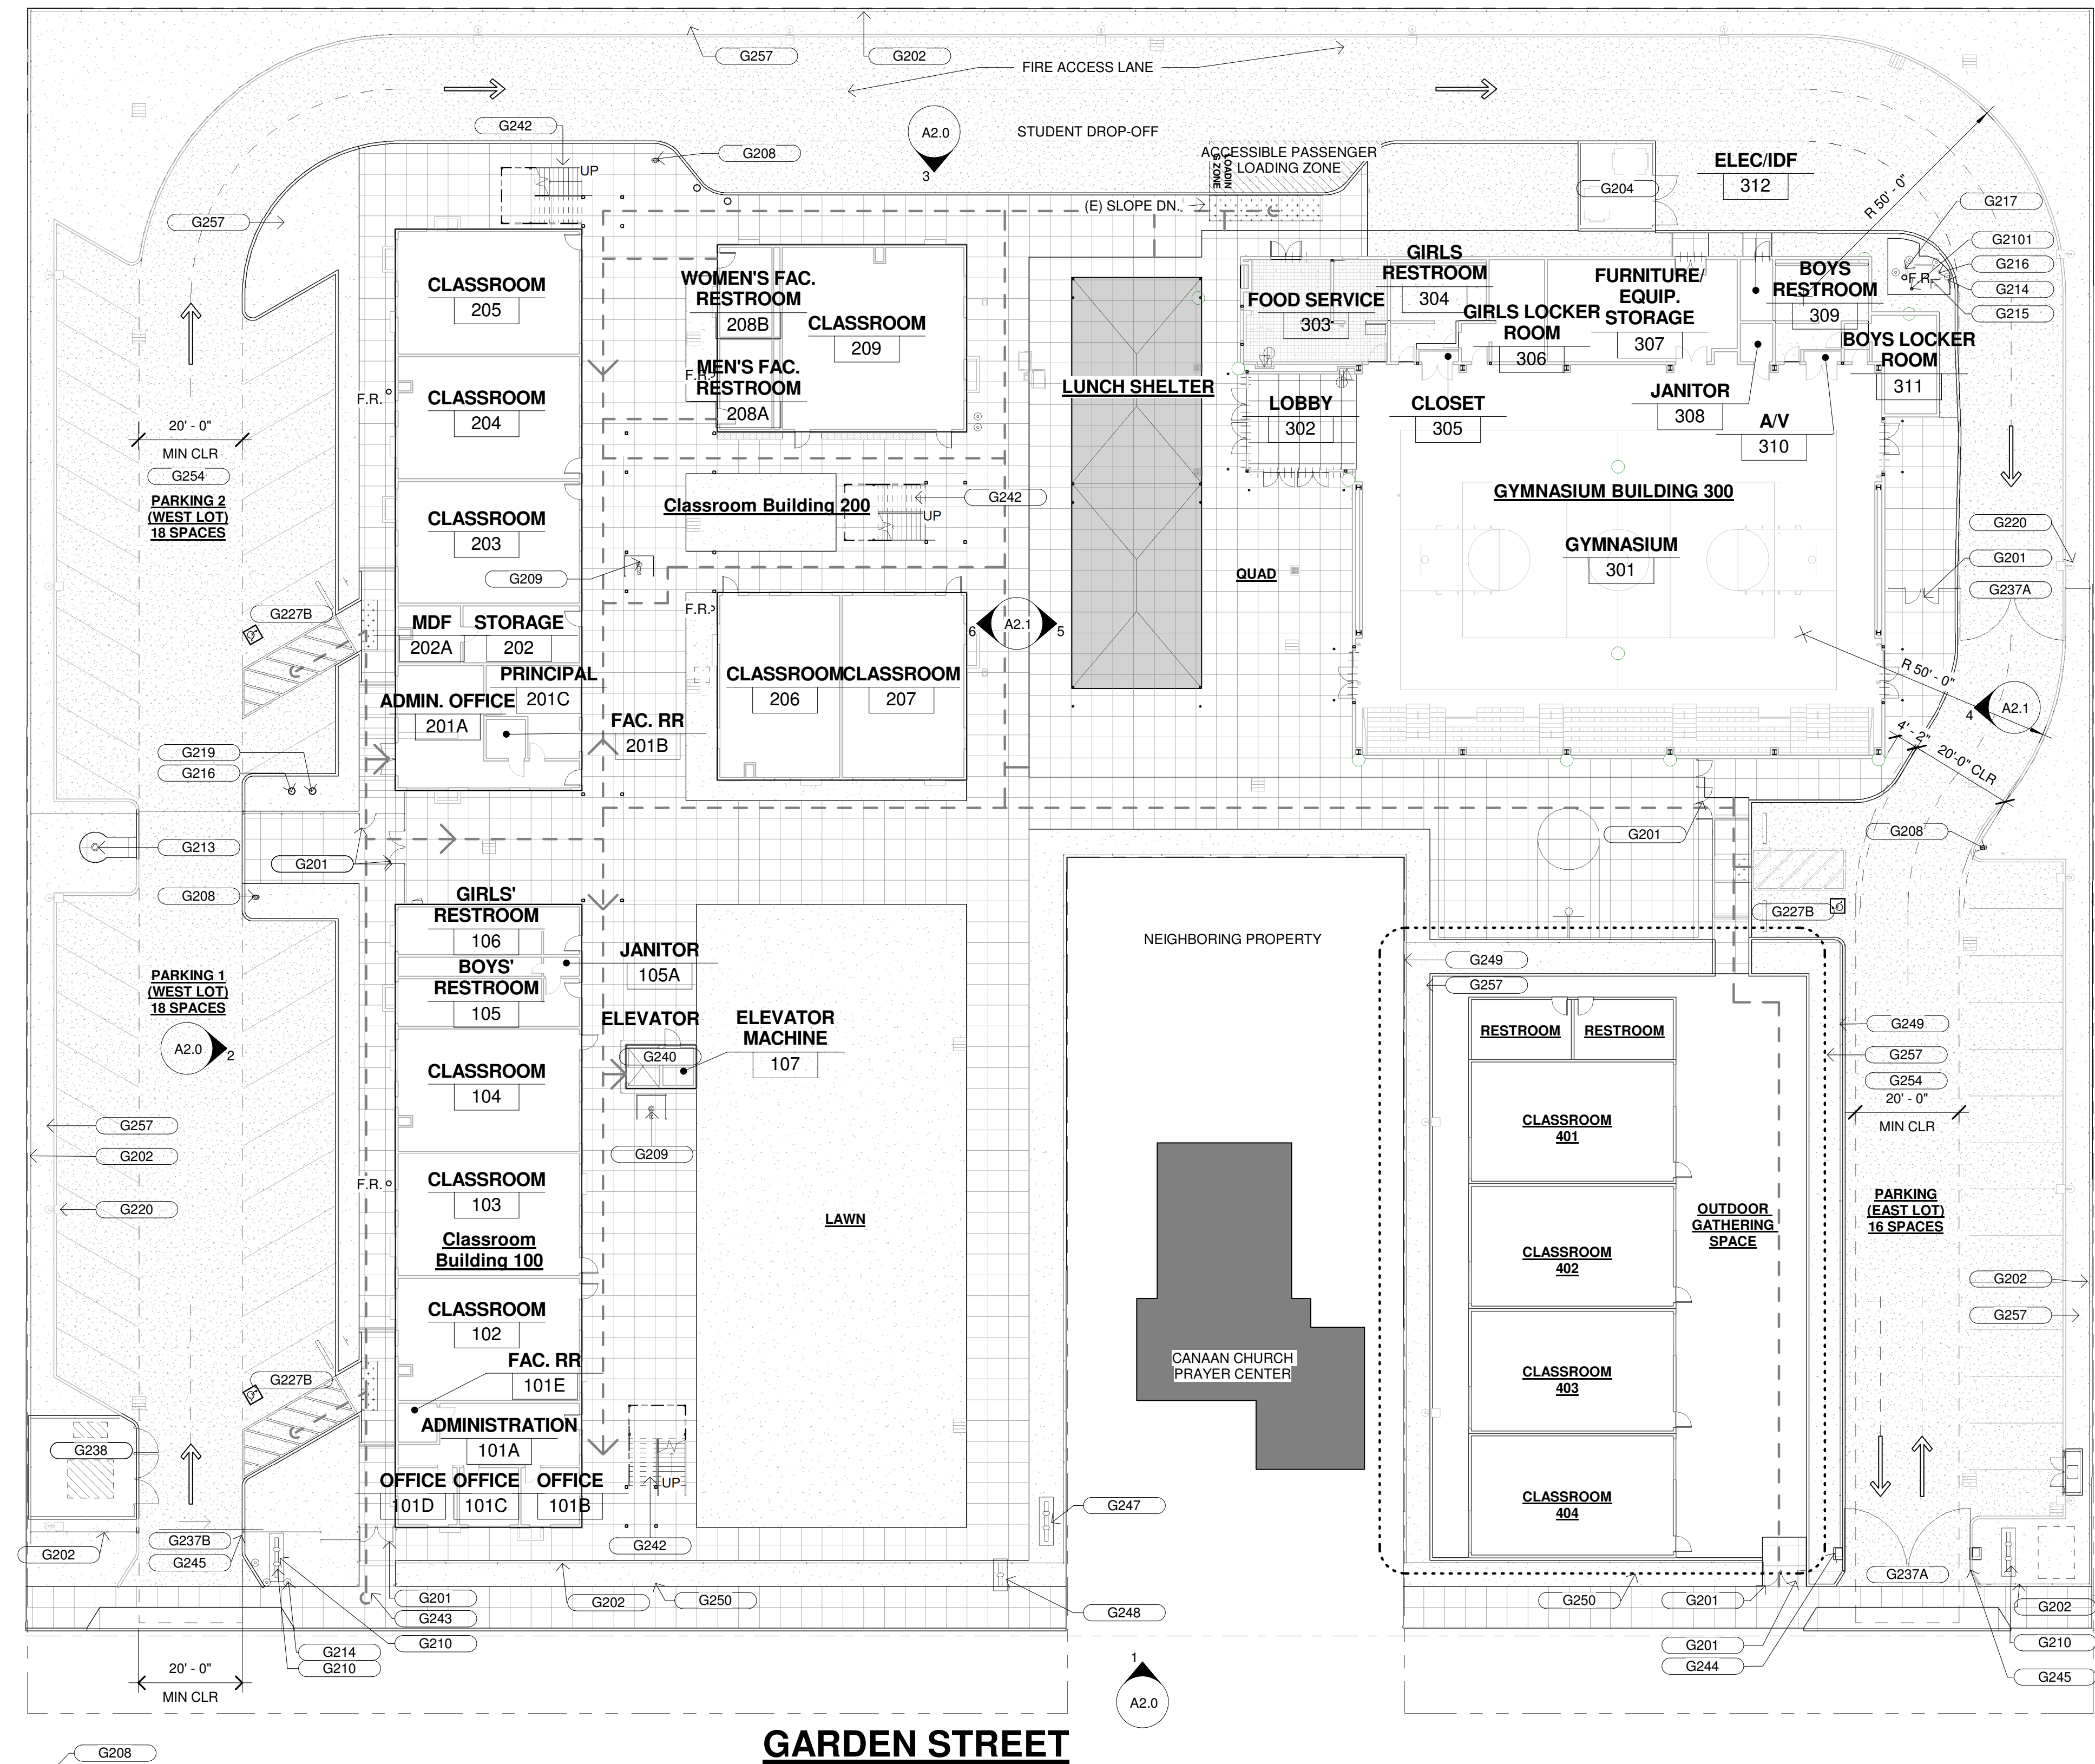 G257
G202
FIRE ACCESS LANE
G242
A2.0
3
STUDENT DROP-OFF
G208
UP
ACCESSIBLE PASSENGER
LOADING ZONE
LOADIN
G ZONE
(E) SLOPE DN.
G204
ELEC/IDF
312
R 50' - 0"
G217
G2101
G216
G214
G215
F.R.
G257
CLASSROOM
205
WOMEN'S FAC.
RESTROOM
208B
CLASSROOM
209
GIRLS
RESTROOM
304
FOOD SERVICE
303
GIRLS LOCKER
ROOM
306
FURNITURE/
EQUIP.
STORAGE
307
BOYS
RESTROOM
309
BOYS LOCKER
ROOM
311
F.R.
MEN'S FAC.
RESTROOM
208A
F.R.
CLASSROOM
204
LUNCH SHELTER
LOBBY
302
CLOSET
305
JANITOR
308
A/V
310
20' - 0"
MIN CLR
G254
PARKING 2
(WEST LOT)
18 SPACES
CLASSROOM
203
Classroom Building 200
G242
UP
GYMNASIUM BUILDING 300
GYMNASIUM
301
G220
G201
G237A
G209
QUAD
G227B
MDF
202A
STORAGE
202
F.R.
6
A2.1
5
PRINCIPAL
201C
ADMIN. OFFICE
201A
FAC. RR
201B
CLASSROOM
206
CLASSROOM
207
R 50' - 0"
4
A2.1
4' - 2"
20'-0" CLR
G219
G216
G213
G201
G201
G208
G208
GIRLS'
RESTROOM
106
JANITOR
105A
BOYS'
RESTROOM
105
NEIGHBORING PROPERTY
G227B
G249
G257
PARKING 1
(WEST LOT)
18 SPACES
A2.0
2
ELEVATOR
G240
ELEVATOR
MACHINE
107
RESTROOM
RESTROOM
G249
G257
G254
20' - 0"
MIN CLR
CLASSROOM
104
G257
G202
G209
CLASSROOM
401
G220
F.R.
CLASSROOM
103
Classroom
Building 100
LAWN
OUTDOOR
GATHERING
SPACE
PARKING
(EAST LOT)
16 SPACES
CLASSROOM
402
G202
G257
CLASSROOM
102
FAC. RR
101E
G227B
CANAAN CHURCH
PRAYER CENTER
CLASSROOM
403
G238
ADMINISTRATION
101A
OFFICE
101D
OFFICE
101C
OFFICE
101B
UP
G247
CLASSROOM
404
G202
G237B
G245
G242
G237A
G201
G243
G210
G202
G250
G248
G250
G201
G202
G214
G210
G201
G244
G210
G245
20' - 0"
MIN CLR
1
A2.0
GARDEN STREET
G208